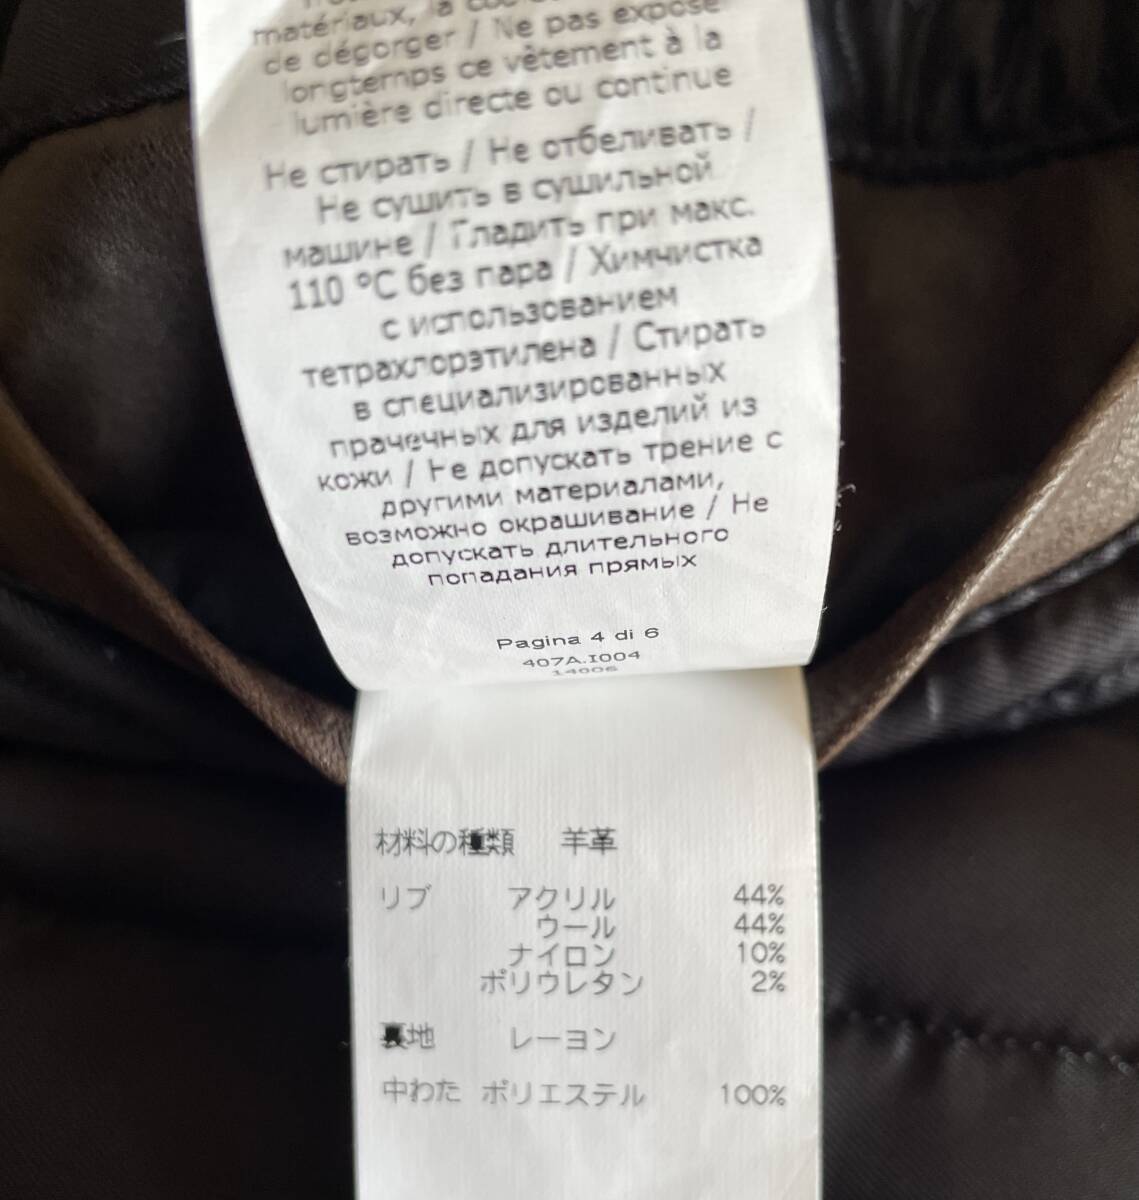 matériaux, la
de dégorger / Ne pas expose
longtemps ce vêtement à la
lumière directe ou continue
Не стирать / Не отбеливать /
Не сушить в сушильной
машине / Гладить при макс.
110 °C без пара / Химчистка
с использованием
тетрахлорэтилена / Стирать
в специализированных
прачечных для изделий из
кожи / Не допускать трение с
другими материалами,
возможно окрашивание / Не
допускать длительного
попадания прямых
Pagina 4 di 6
407A.I004
14006
材料の種類 羊革
リブ アクリル 44%
ウール 44%
ナイロン 10%
ポリウレタン 2%
裏地 レーヨン
中わた ポリエステル 100%